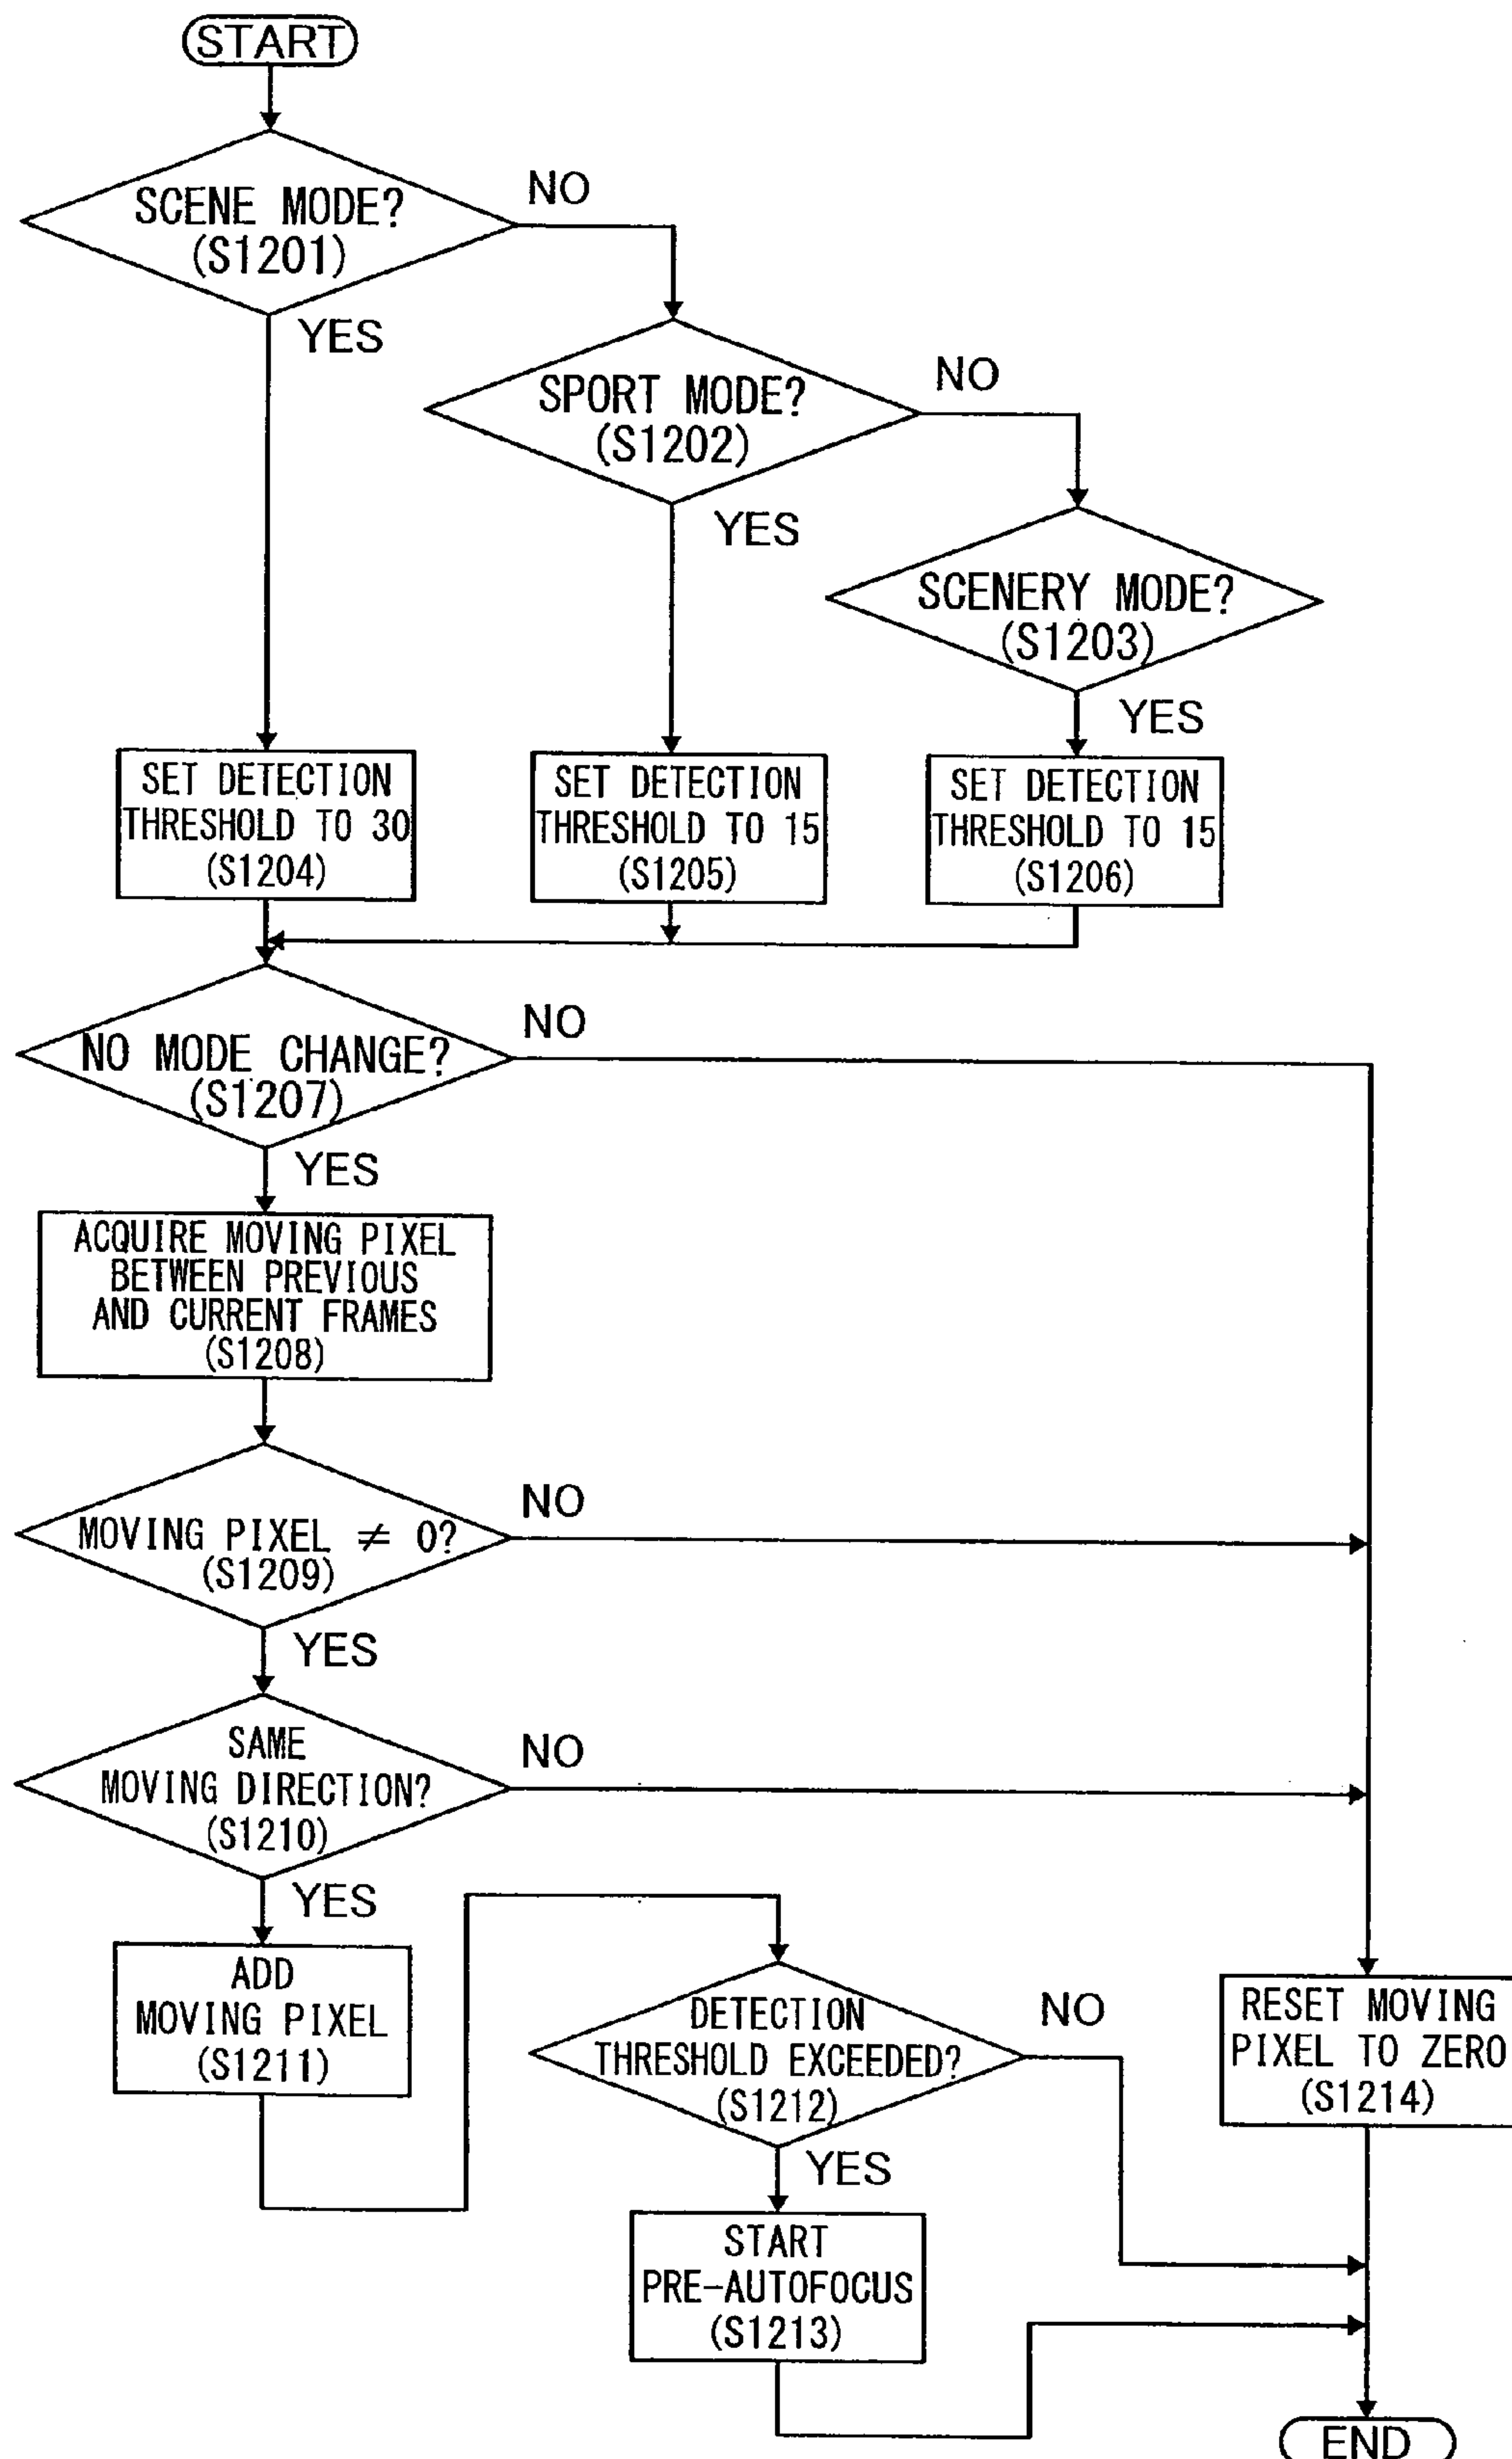 START
SCENE MODE?
(S1201)
NO
YES
SPORT MODE?
(S1202)
NO
YES
SCENERY MODE?
(S1203)
YES
SET DETECTION
THRESHOLD TO 30
(S1204)
SET DETECTION
THRESHOLD TO 15
(S1205)
SET DETECTION
THRESHOLD TO 15
(S1206)
NO MODE CHANGE?
(S1207)
NO
YES
ACQUIRE MOVING PIXEL
BETWEEN PREVIOUS
AND CURRENT FRAMES
(S1208)
MOVING PIXEL ≠ 0?
(S1209)
NO
YES
SAME
MOVING DIRECTION?
(S1210)
NO
YES
ADD
MOVING PIXEL
(S1211)
DETECTION
THRESHOLD EXCEEDED?
(S1212)
NO
YES
START
PRE-AUTOFOCUS
(S1213)
RESET MOVING
PIXEL TO ZERO
(S1214)
END